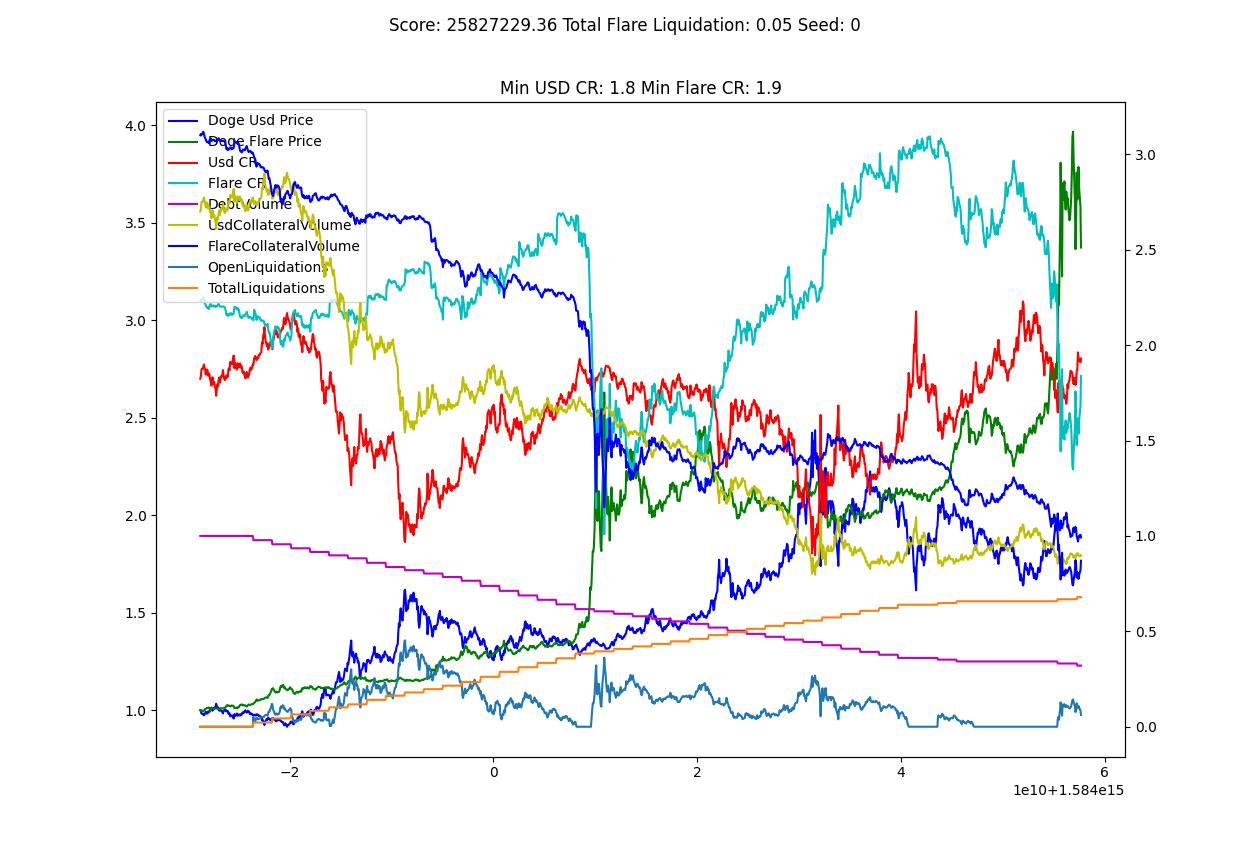 Score: 25827229.36 Total Flare Liquidation: 0.05 Seed: 0
Min USD CR: 1.8 Min Flare CR: 1.9
Doge Usd Price
Doge Flare Price
Usd CR
Flare CR
DebtVolume
UsdCollateralVolume
FlareCollateralVolume
OpenLiquidations
TotalLiquidations
4.0
3.5
3.0
2.5
2.0
1.5
1.0
3.0
2.5
2.0
1.5
1.0
0.5
0.0
−2 0 2 4 6
1e10+1.584e15